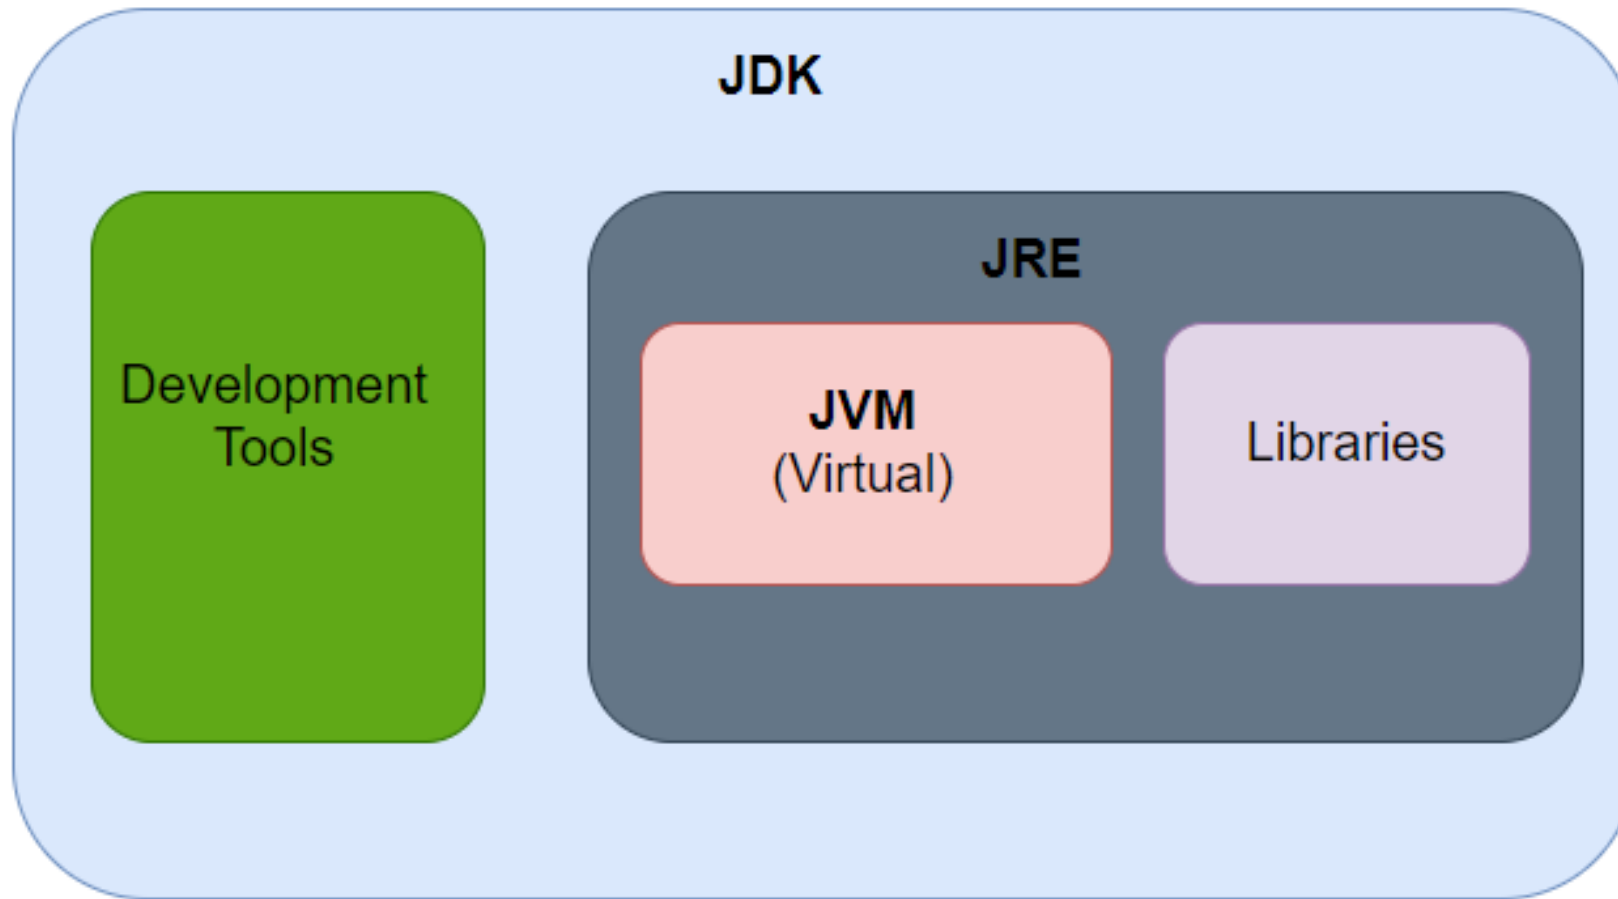 JDK
Development
Tools
JRE
JVM
(Virtual)
Libraries